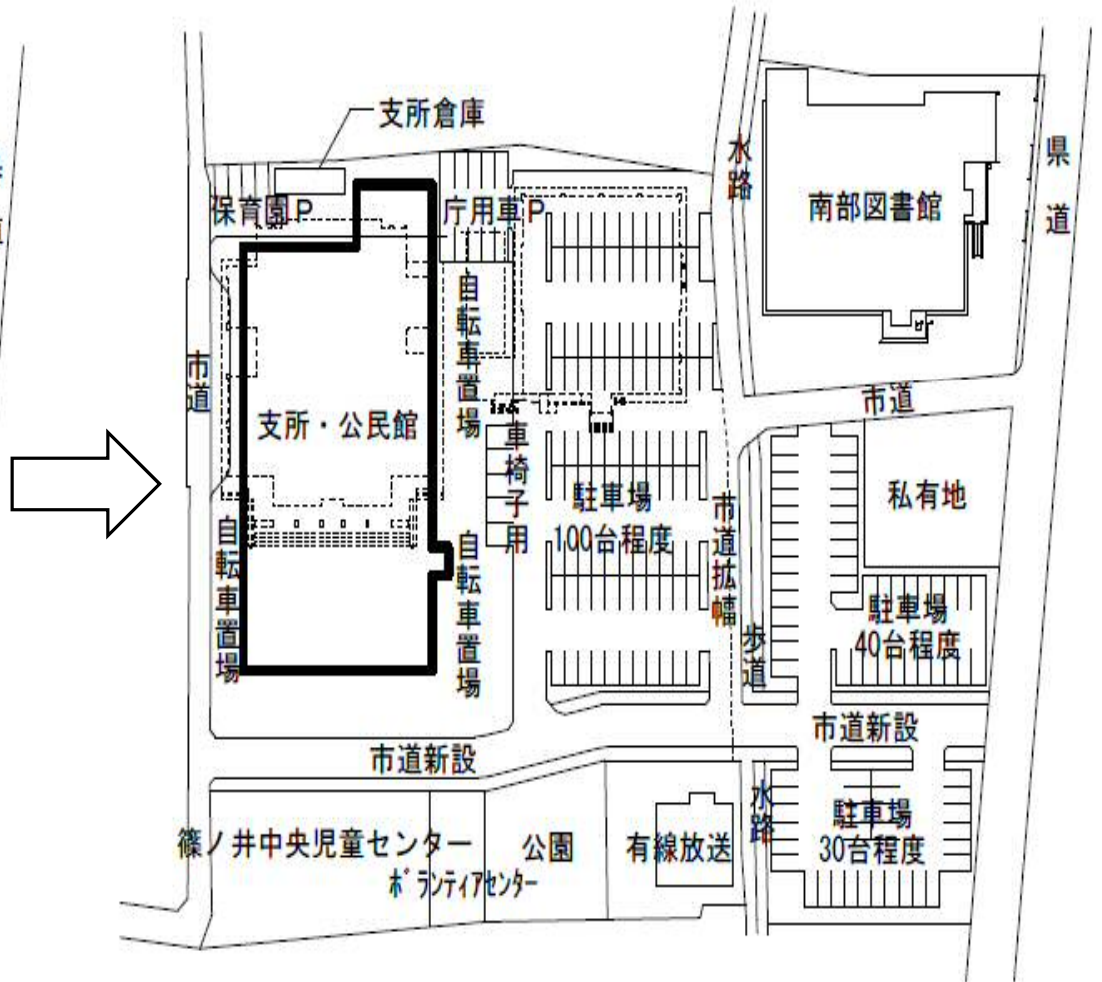 支所倉庫
水路
県道
保育園P
庁用車P
南部図書館
自転車置場
市道
市道
支所・公民館
車椅子用
駐車場
100台程度
私有地
市道拡幅
自転車置場
自転車置場
駐車場
40台程度
歩道
市道新設
市道新設
水路
駐車場
30台程度
篠ノ井中央児童センター
公園
有線放送
ボランティアセンター